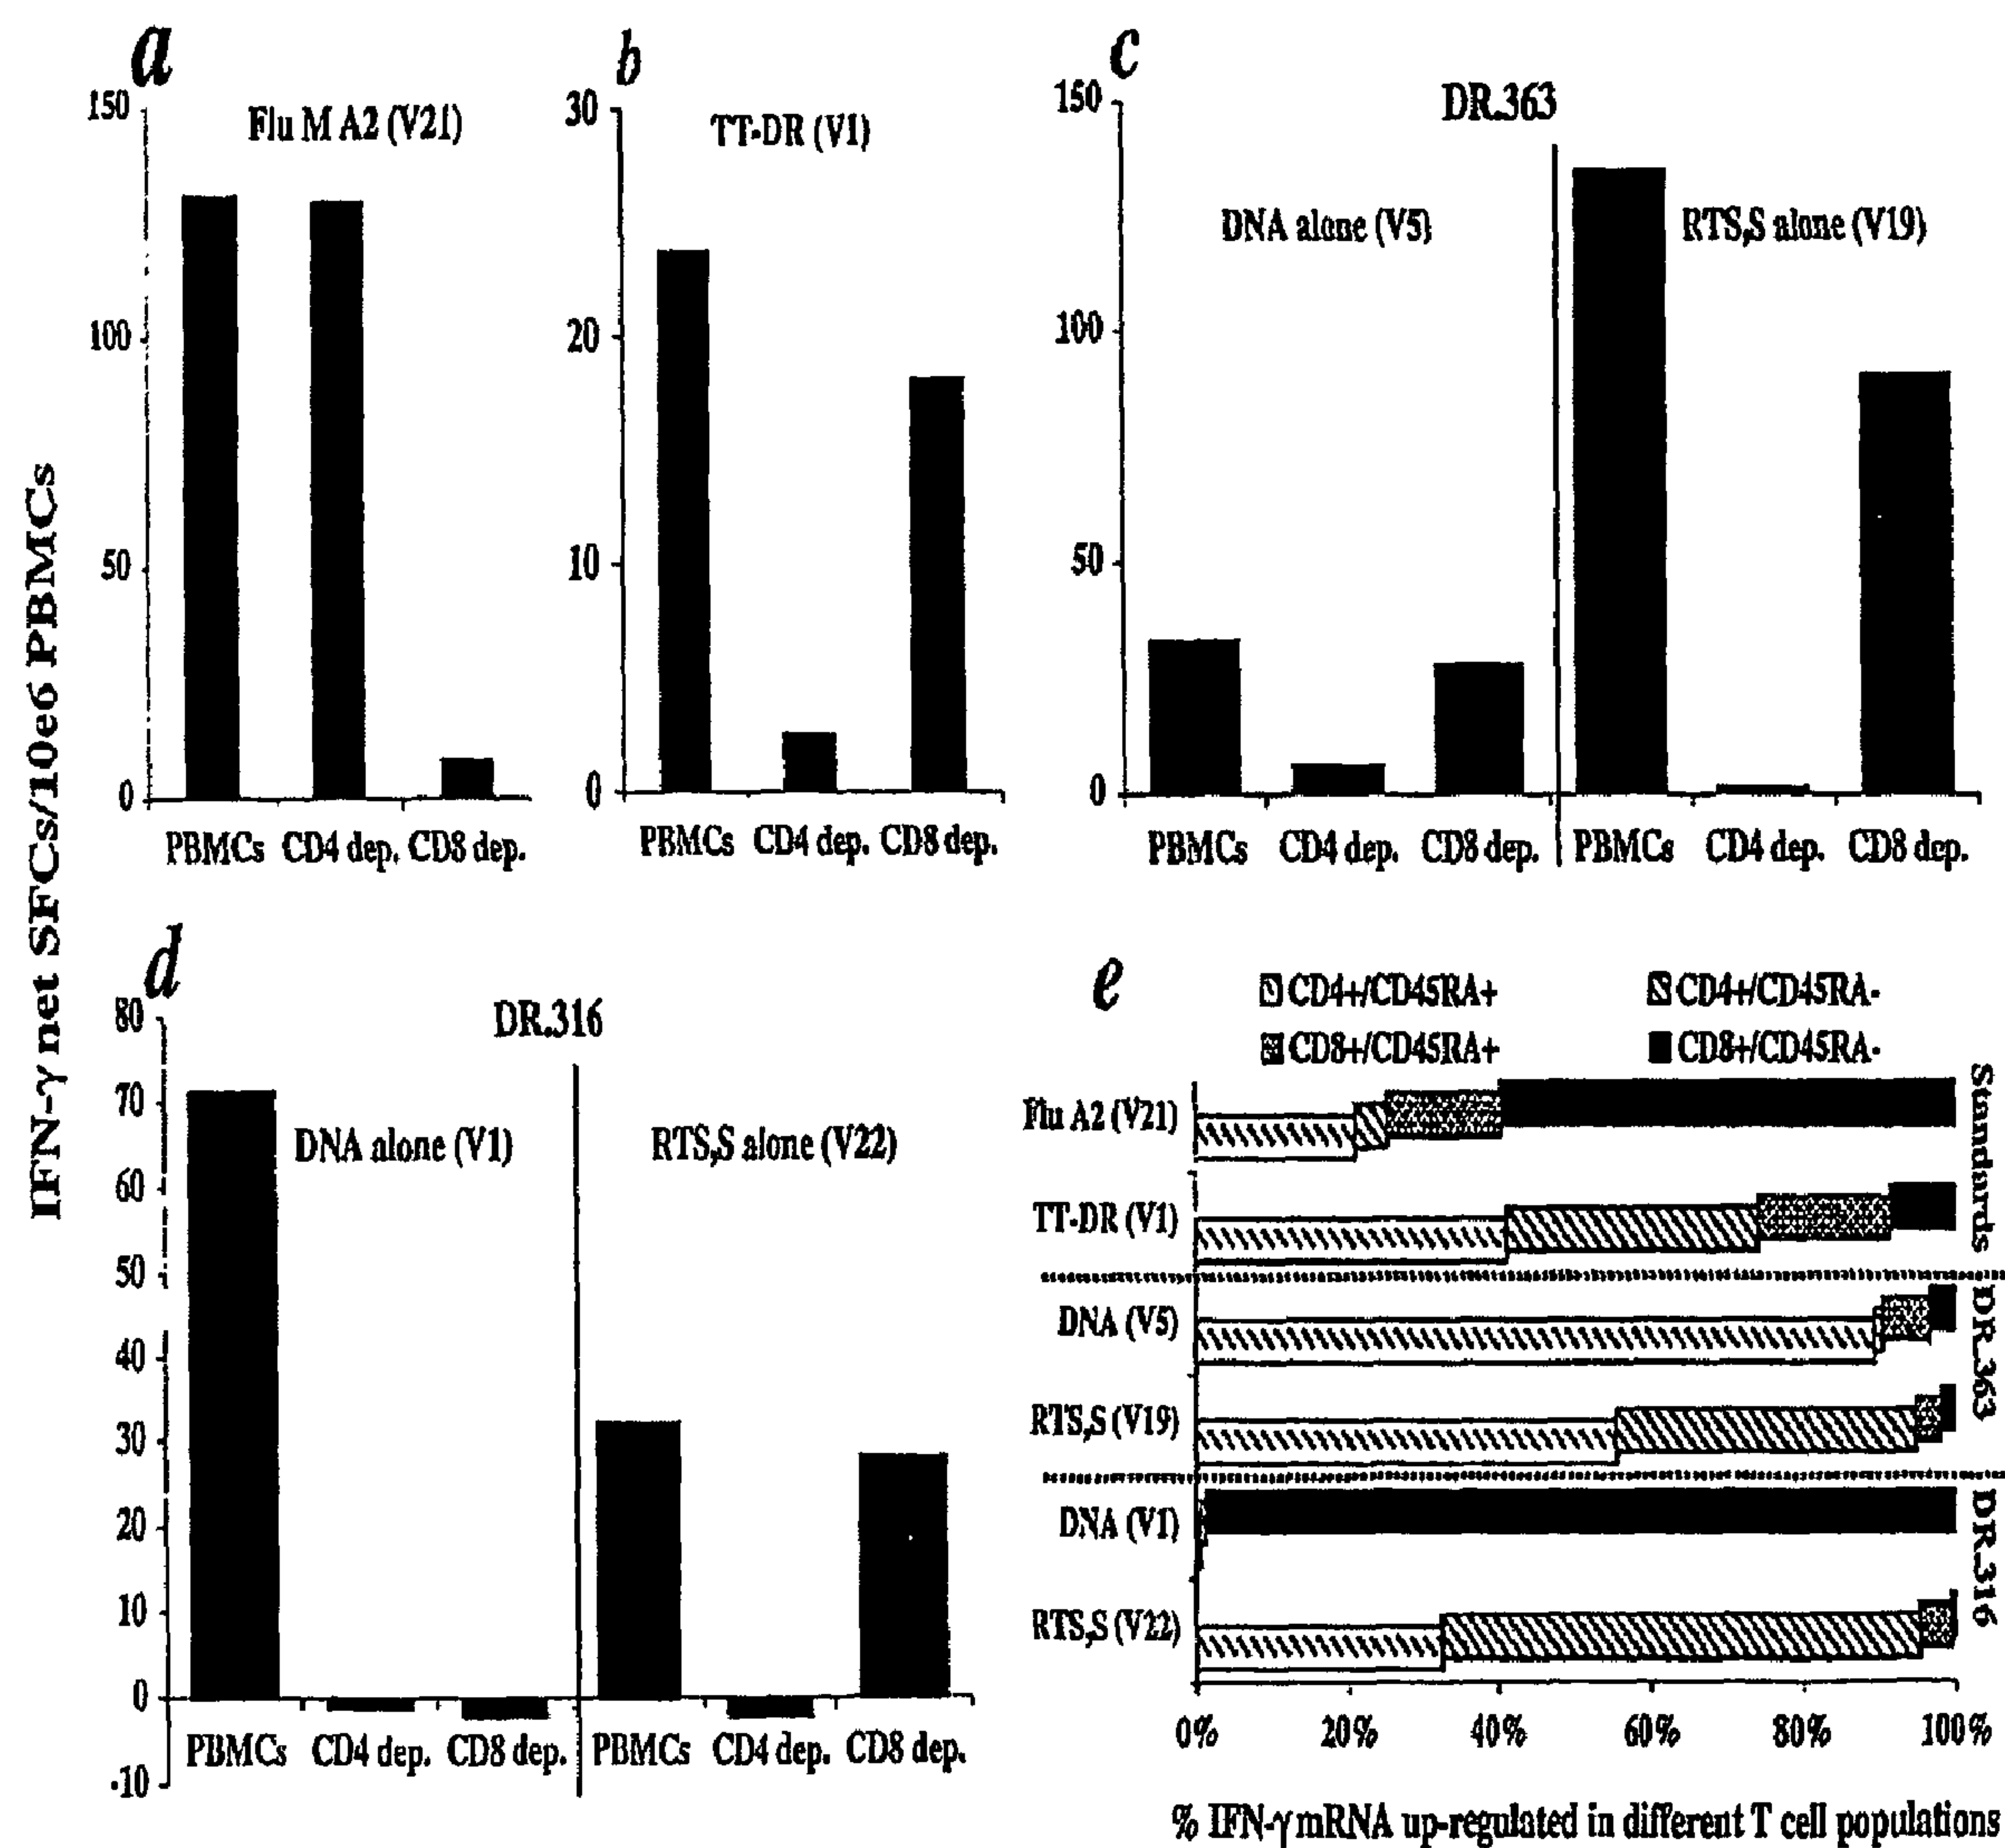 IFN-γ net SFCs/10e6 PBMCs
a
Flu M A2 (V21)
150
100
50
0
PBMCs CD4 dep. CD8 dep.
b
TT-DR (V1)
30
20
10
0
PBMCs CD4 dep. CD8 dep.
c
DR.363
DNA alone (V5)
RTS,S alone (V19)
150
100
50
0
PBMCs CD4 dep. CD8 dep. PBMCs CD4 dep. CD8 dep.
d
DR.316
DNA alone (V1)
RTS,S alone (V22)
80
70
60
50
40
30
20
10
0
-10
PBMCs CD4 dep. CD8 dep. PBMCs CD4 dep. CD8 dep.
e
CD4+/CD45RA+ CD4+/CD45RA-
CD8+/CD45RA+ CD8+/CD45RA-
Flu A2 (V21)
TT-DR (V1)
DNA (V5)
RTS,S (V19)
DNA (V1)
RTS,S (V22)
Standards
DR_363
DR_316
0% 20% 40% 60% 80% 100%
% IFN-γ mRNA up-regulated in different T cell populations